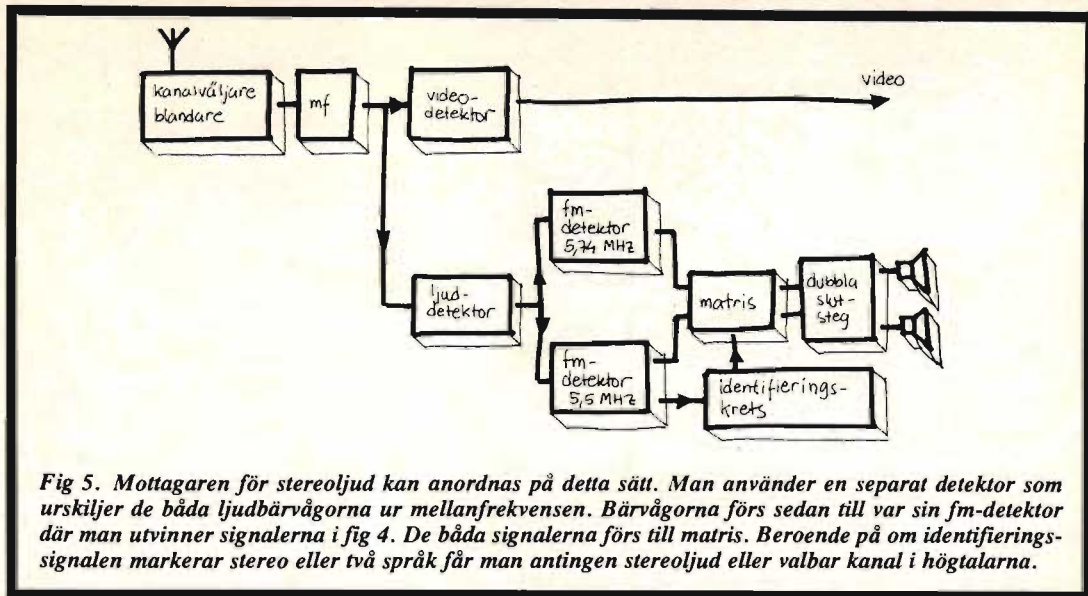 kanalväljare
blandare
mf
video-
detektor
video
fm-
detektor
5,74 MHz
ljud-
detektor
matris
dubbla
slut-
steg
fm-
detektor
5,5 MHz
identifierings-
krets
Fig 5. Mottagaren för stereoljud kan anordnas på detta sätt. Man använder en separat detektor som
urskiljer de båda ljudbärvågorna ur mellanfrekvensen. Bärvågorna förs sedan till var sin fm-detektor
där man utvinner signalerna i fig 4. De båda signalerna förs till matris. Beroende på om identifierings-
signalen markerar stereo eller två språk får man antingen stereoljud eller valbar kanal i högtalarna.